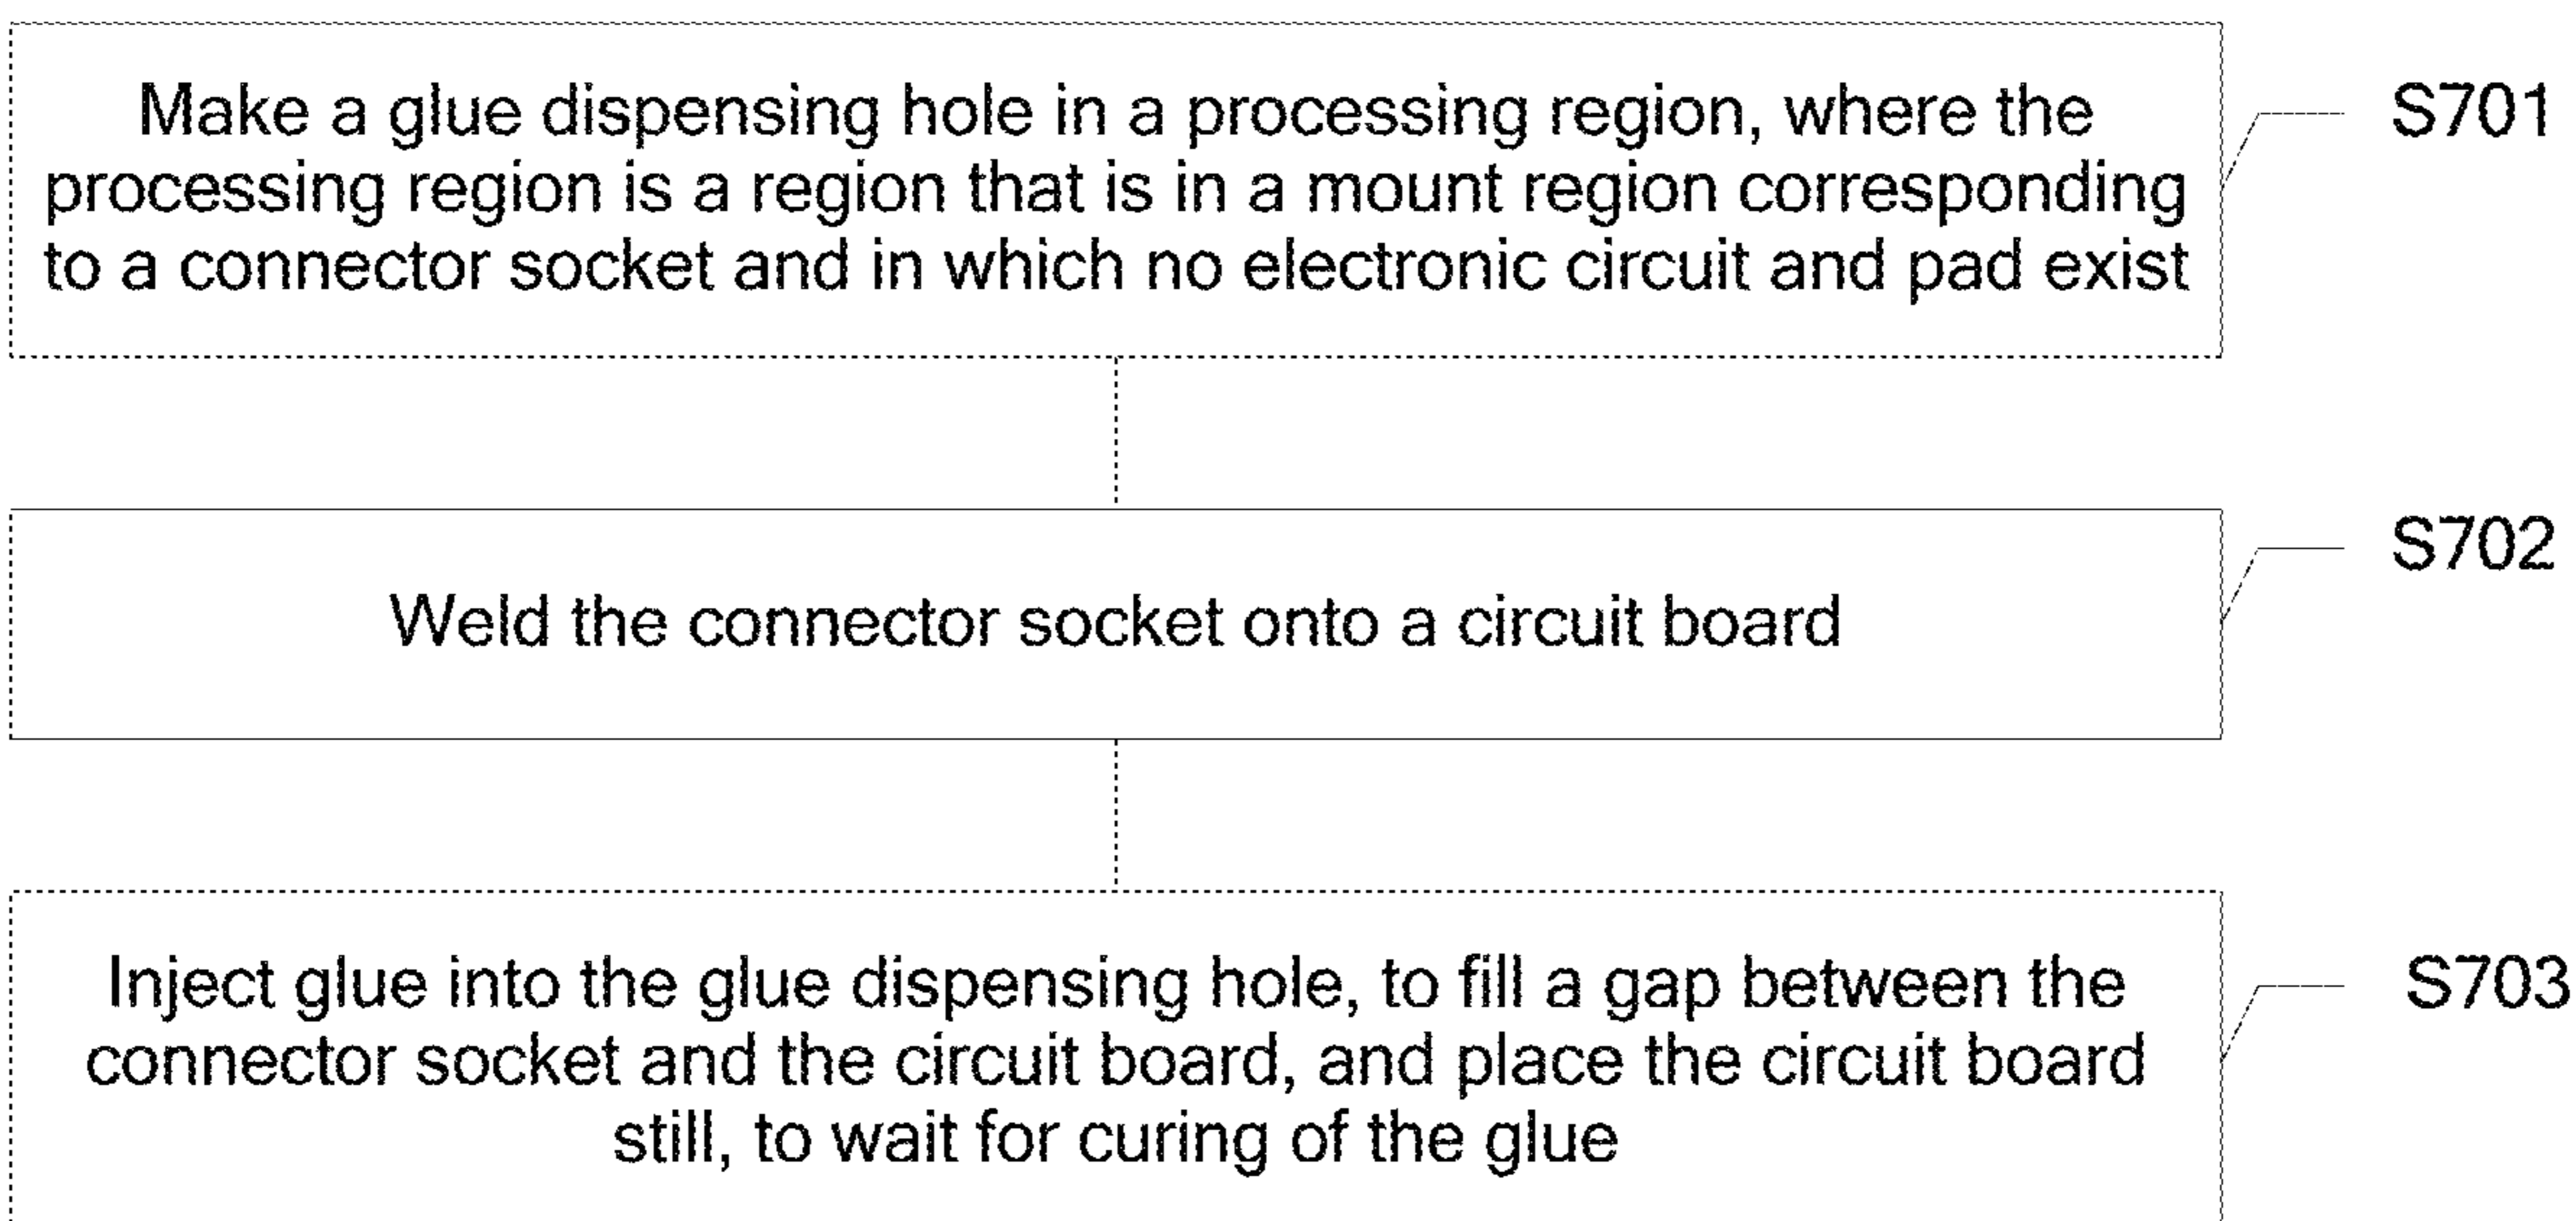 Make a glue dispensing hole in a processing region, where the
processing region is a region that is in a mount region corresponding
to a connector socket and in which no electronic circuit and pad exist
S701
Weld the connector socket onto a circuit board
S702
Inject glue into the glue dispensing hole, to fill a gap between the
connector socket and the circuit board, and place the circuit board
still, to wait for curing of the glue
S703